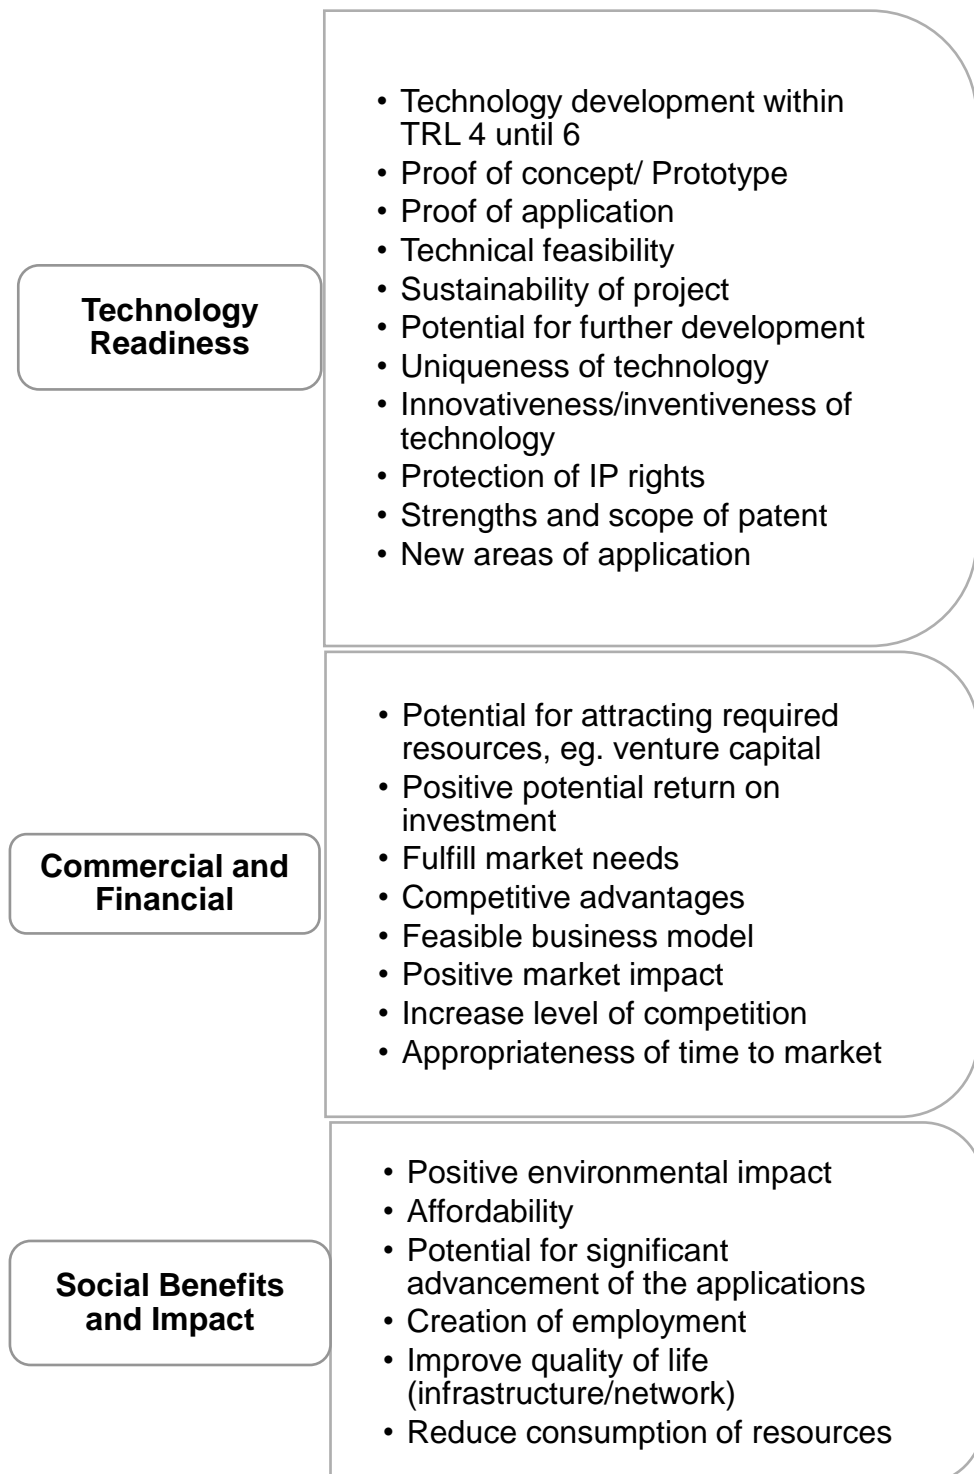 Technology
Readiness
• Technology development within
TRL 4 until 6
• Proof of concept/ Prototype
• Proof of application
• Technical feasibility
• Sustainability of project
• Potential for further development
• Uniqueness of technology
• Innovativeness/inventiveness of
technology
• Protection of IP rights
• Strengths and scope of patent
• New areas of application
Commercial and
Financial
• Potential for attracting required
resources, eg. venture capital
• Positive potential return on
investment
• Fulfill market needs
• Competitive advantages
• Feasible business model
• Positive market impact
• Increase level of competition
• Appropriateness of time to market
Social Benefits
and Impact
• Positive environmental impact
• Affordability
• Potential for significant
advancement of the applications
• Creation of employment
• Improve quality of life
(infrastructure/network)
• Reduce consumption of resources